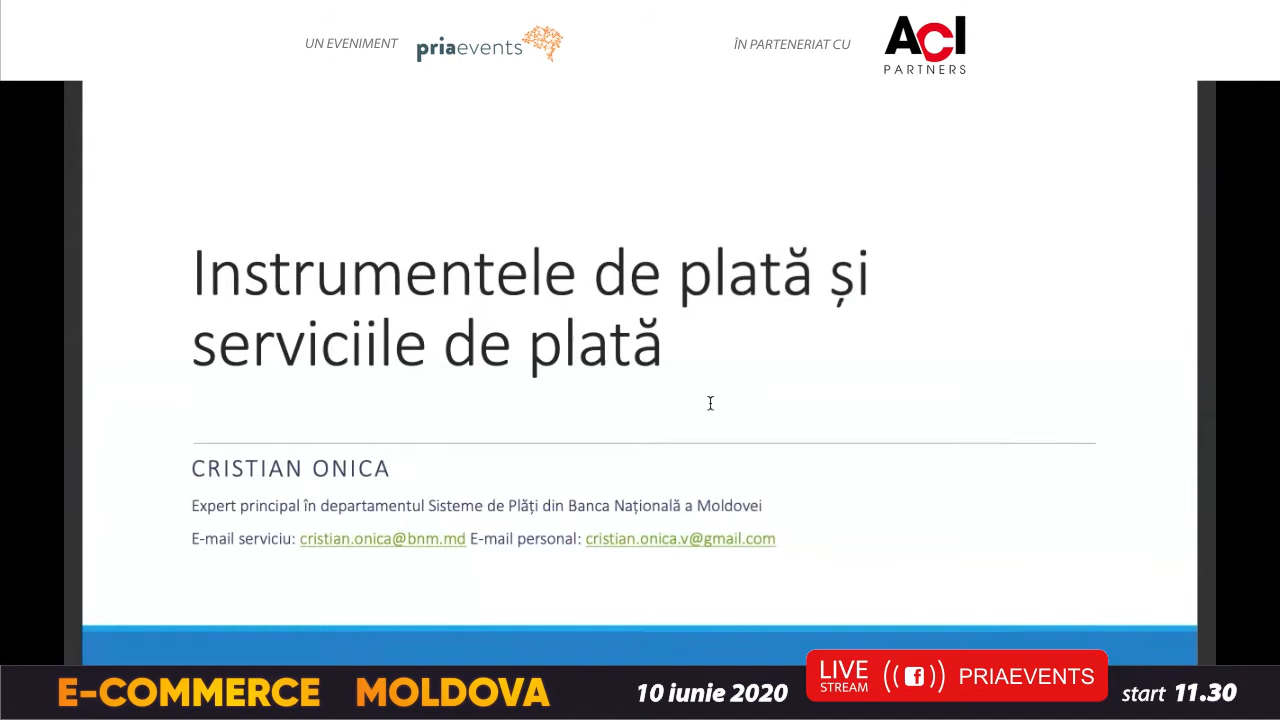 UN EVENIMENT
priaevents
ÎN PARTENERIAT CU
ACI
PARTNERS
Instrumentele de plată și
serviciile de plată
CRISTIAN ONICA
Expert principal în departamentul Sisteme de Plăți din Banca Națională a Moldovei
E-mail serviciu: cristian.onica@bnm.md E-mail personal: cristian.onica.v@gmail.com
E-COMMERCE MOLDOVA
10 iunie 2020
LIVE
STREAM
PRIAEVENTS
start 11.30